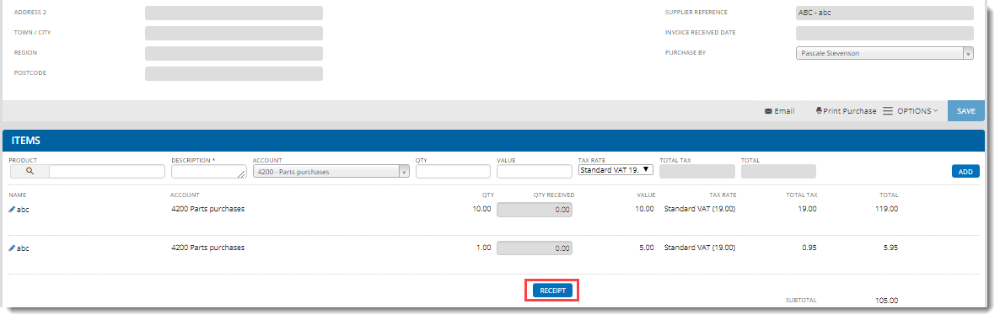 ADDRESS 2 SUPPLIER REFERENCE ABC - abc
TOWN / CITY INVOICE RECEIVED DATE
REGION PURCHASE BY Pascale Stevenson
POSTCODE
Email Print Purchase OPTIONS SAVE
ITEMS
PRODUCT DESCRIPTION * ACCOUNT QTY VALUE TAX RATE TOTAL TAX TOTAL
4200 - Parts purchases Standard VAT 19. ADD
NAME ACCOUNT QTY QTY RECEIVED VALUE TAX RATE TOTAL TAX TOTAL
abc 4200 Parts purchases 10.00 0.00 10.00 Standard VAT (19.00) 19.00 119.00
abc 4200 Parts purchases 1.00 0.00 5.00 Standard VAT (19.00) 0.95 5.95
RECEIPT
SUBTOTAL 105.00